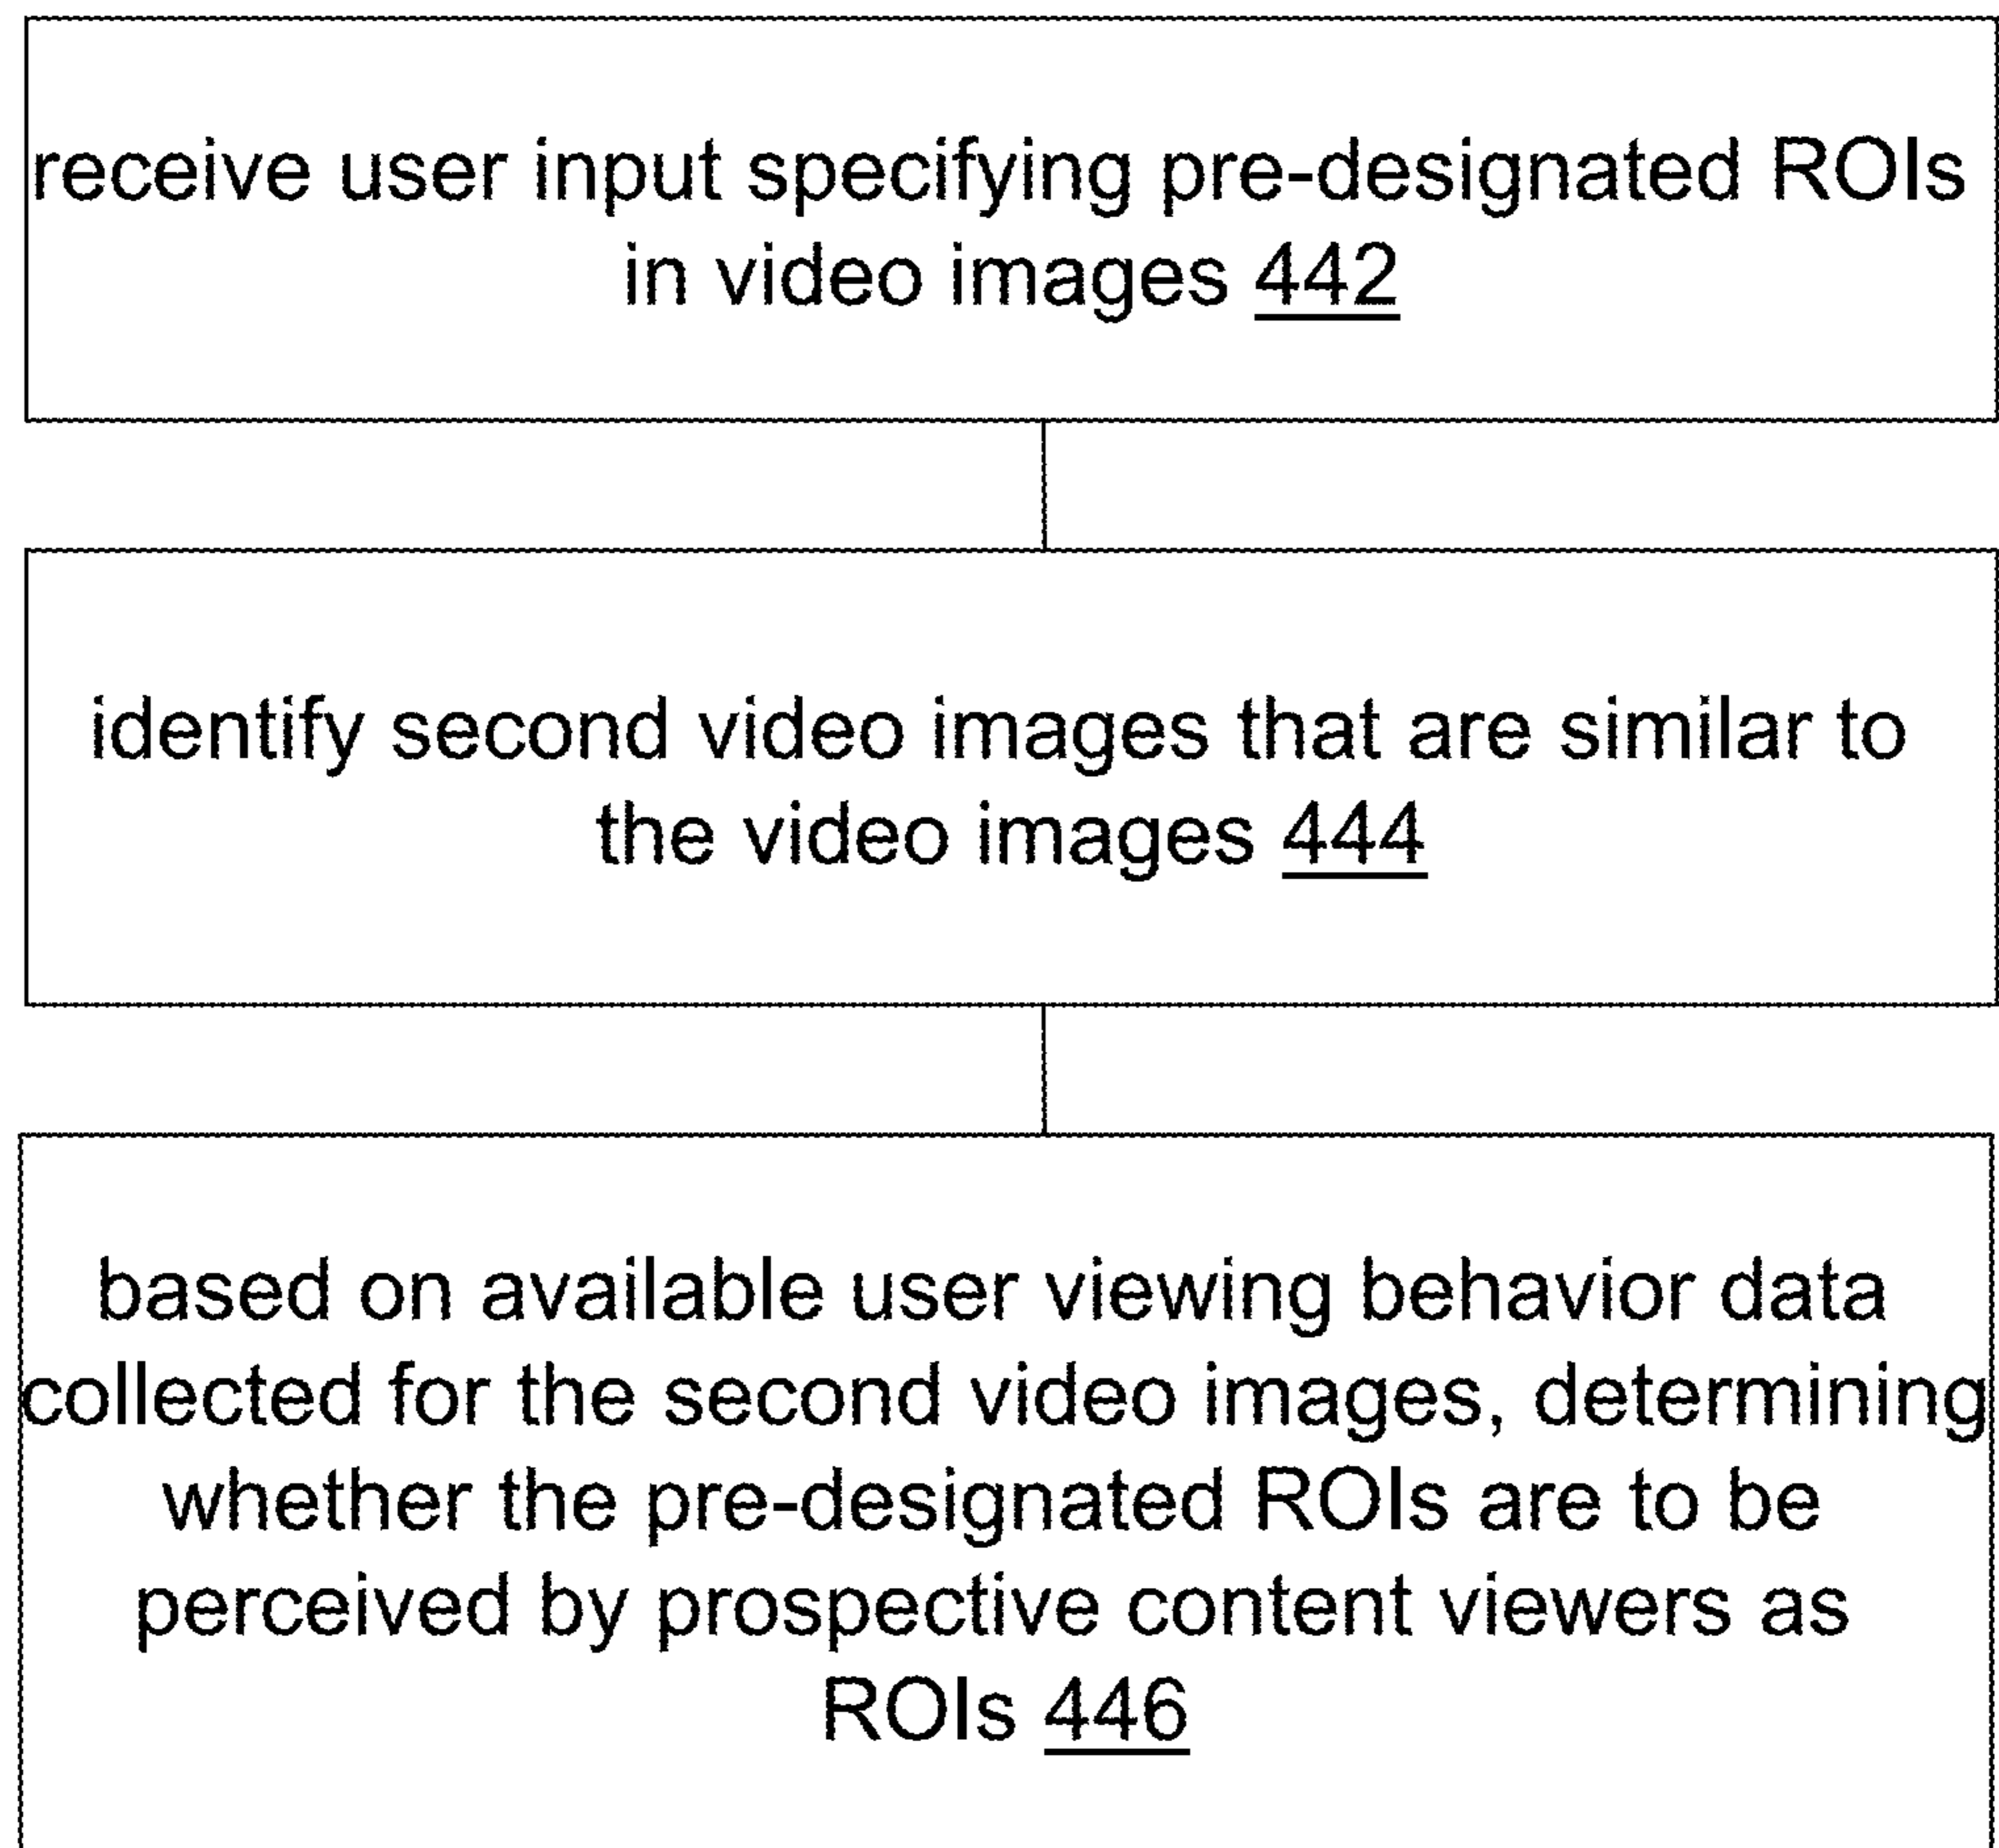 receive user input specifying pre-designated ROIs
in video images 442
identify second video images that are similar to
the video images 444
based on available user viewing behavior data
collected for the second video images, determining
whether the pre-designated ROIs are to be
perceived by prospective content viewers as
ROIs 446